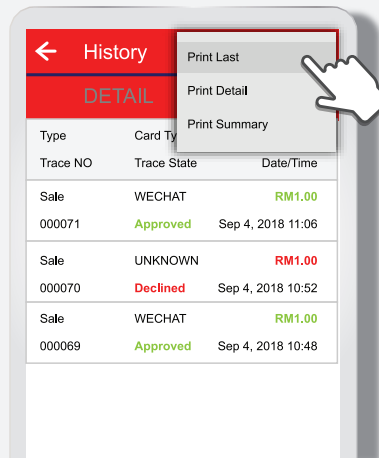 History
Print Last
DETAIL
Print Detail
Print Summary
Type Card Ty
Trace NO Trace State Date/Time
Sale WECHAT RM1.00
000071 Approved Sep 4, 2018 11:06
Sale UNKNOWN RM1.00
000070 Declined Sep 4, 2018 10:52
Sale WECHAT RM1.00
000069 Approved Sep 4, 2018 10:48